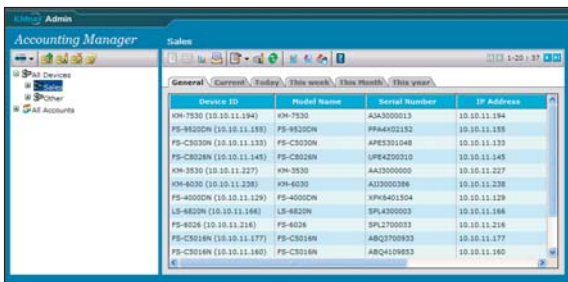 KMnet Admin
Accounting Manager
Sales
1-20 : 37
All Devices
Sales
Other
All Accounts
General Current Today This week This Month This year
Device ID Model Name Serial Number IP Address
KM-7530 (10.10.11.194) KM-7530 AJA3000013 10.10.11.194
FS-9520DN (10.10.11.155) FS-9520DN PPA4X02152 10.10.11.155
FS-C5030N (10.10.11.133) FS-C5030N APE5301048 10.10.11.133
FS-C8026N (10.10.11.145) FS-C8026N UFE4Z00310 10.10.11.145
KM-3530 (10.10.11.227) KM-3530 AAJ3000000 10.10.11.227
KM-6030 (10.10.11.238) KM-6030 AJJ3000386 10.10.11.238
FS-4000DN (10.10.11.129) FS-4000DN XPK6401504 10.10.11.129
LS-6820N (10.10.11.166) LS-6820N SPL4300003 10.10.11.166
FS-6026 (10.10.11.216) FS-6026 SPL2700033 10.10.11.216
FS-C5016N (10.10.11.177) FS-C5016N ABQ3700933 10.10.11.177
FS-C5016N (10.10.11.160) FS-C5016N ABQ4109853 10.10.11.160